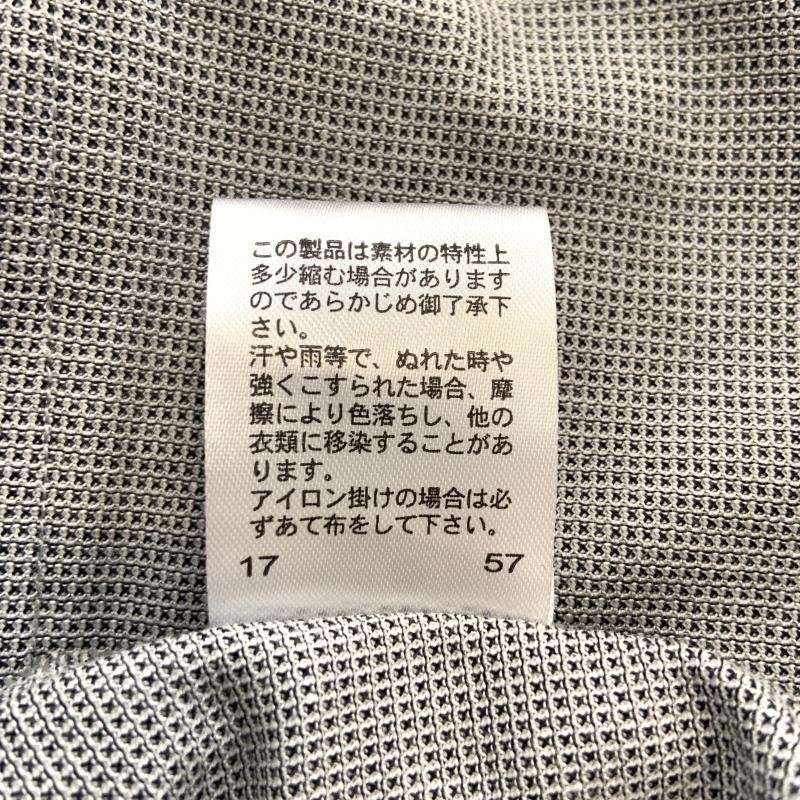 この製品は素材の特性上
多少縮む場合があります
のであらかじめ御了承下
さい。
汗や雨等で、ぬれた時や
強くこすられた場合、摩
擦により色落ちし、他の
衣類に移染することがあ
ります。
アイロン掛けの場合は必
ずあて布をして下さい。
17 57